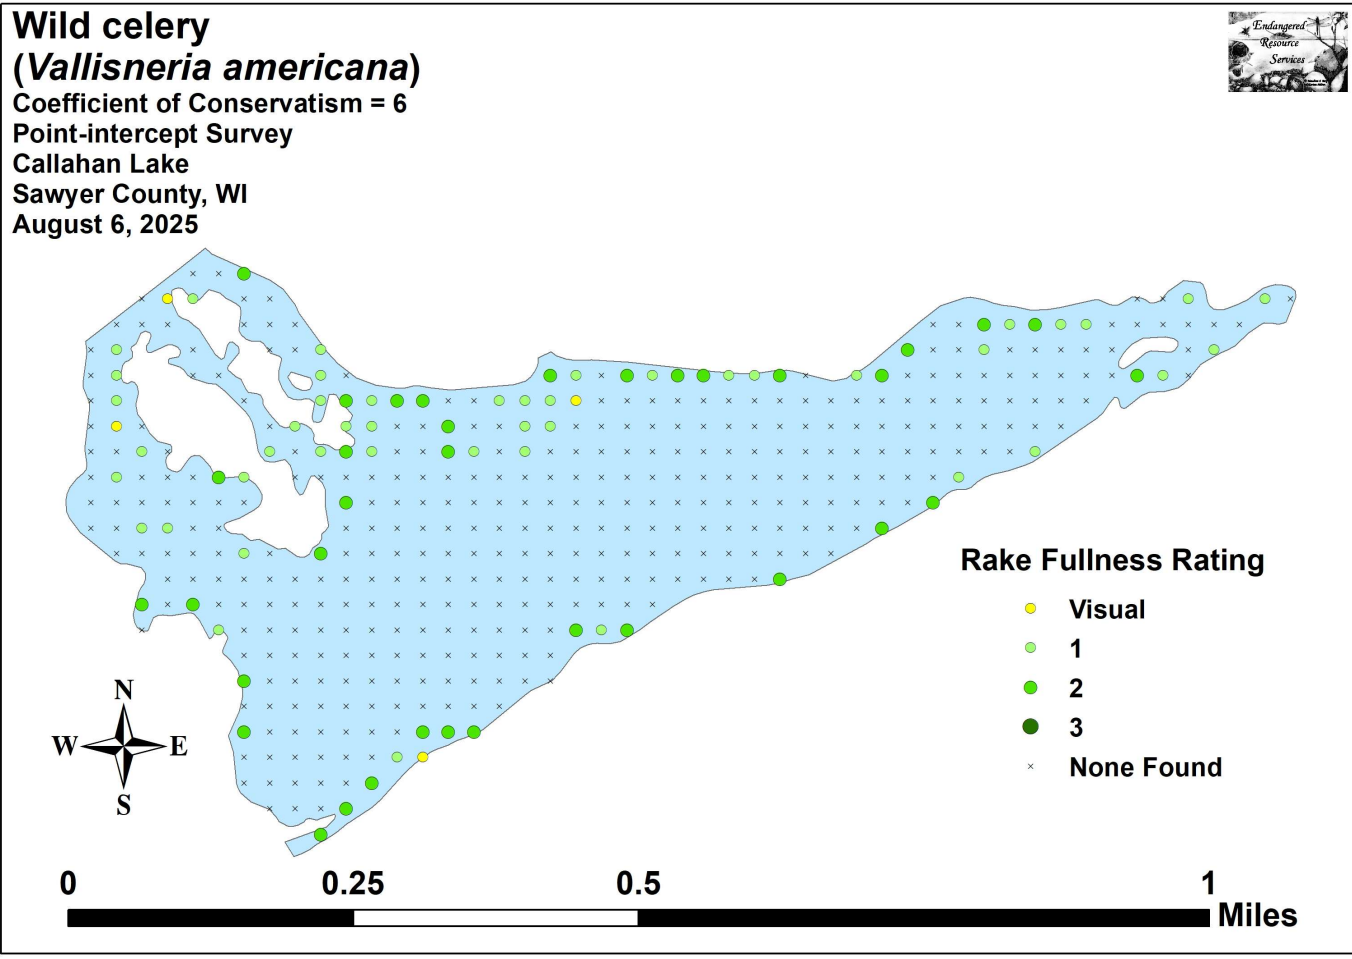 Wild celery
(Vallisneria americana)
Coefficient of Conservatism = 6
Point-intercept Survey
Callahan Lake
Sawyer County, WI
August 6, 2025
Endangered
Resource
Services
Rake Fullness Rating
Visual
1
2
3
None Found
N
W E
S
0 0.25 0.5 1
Miles